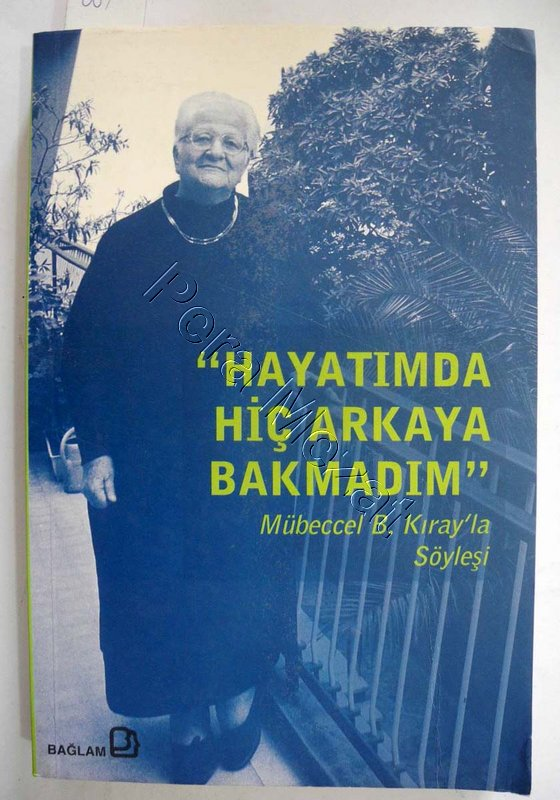 "HAYATIMDA
HİÇ ARKAYA
BAKMADIM"
Mübeccel B. Kıray'la
Söyleşi
BAĞLAM